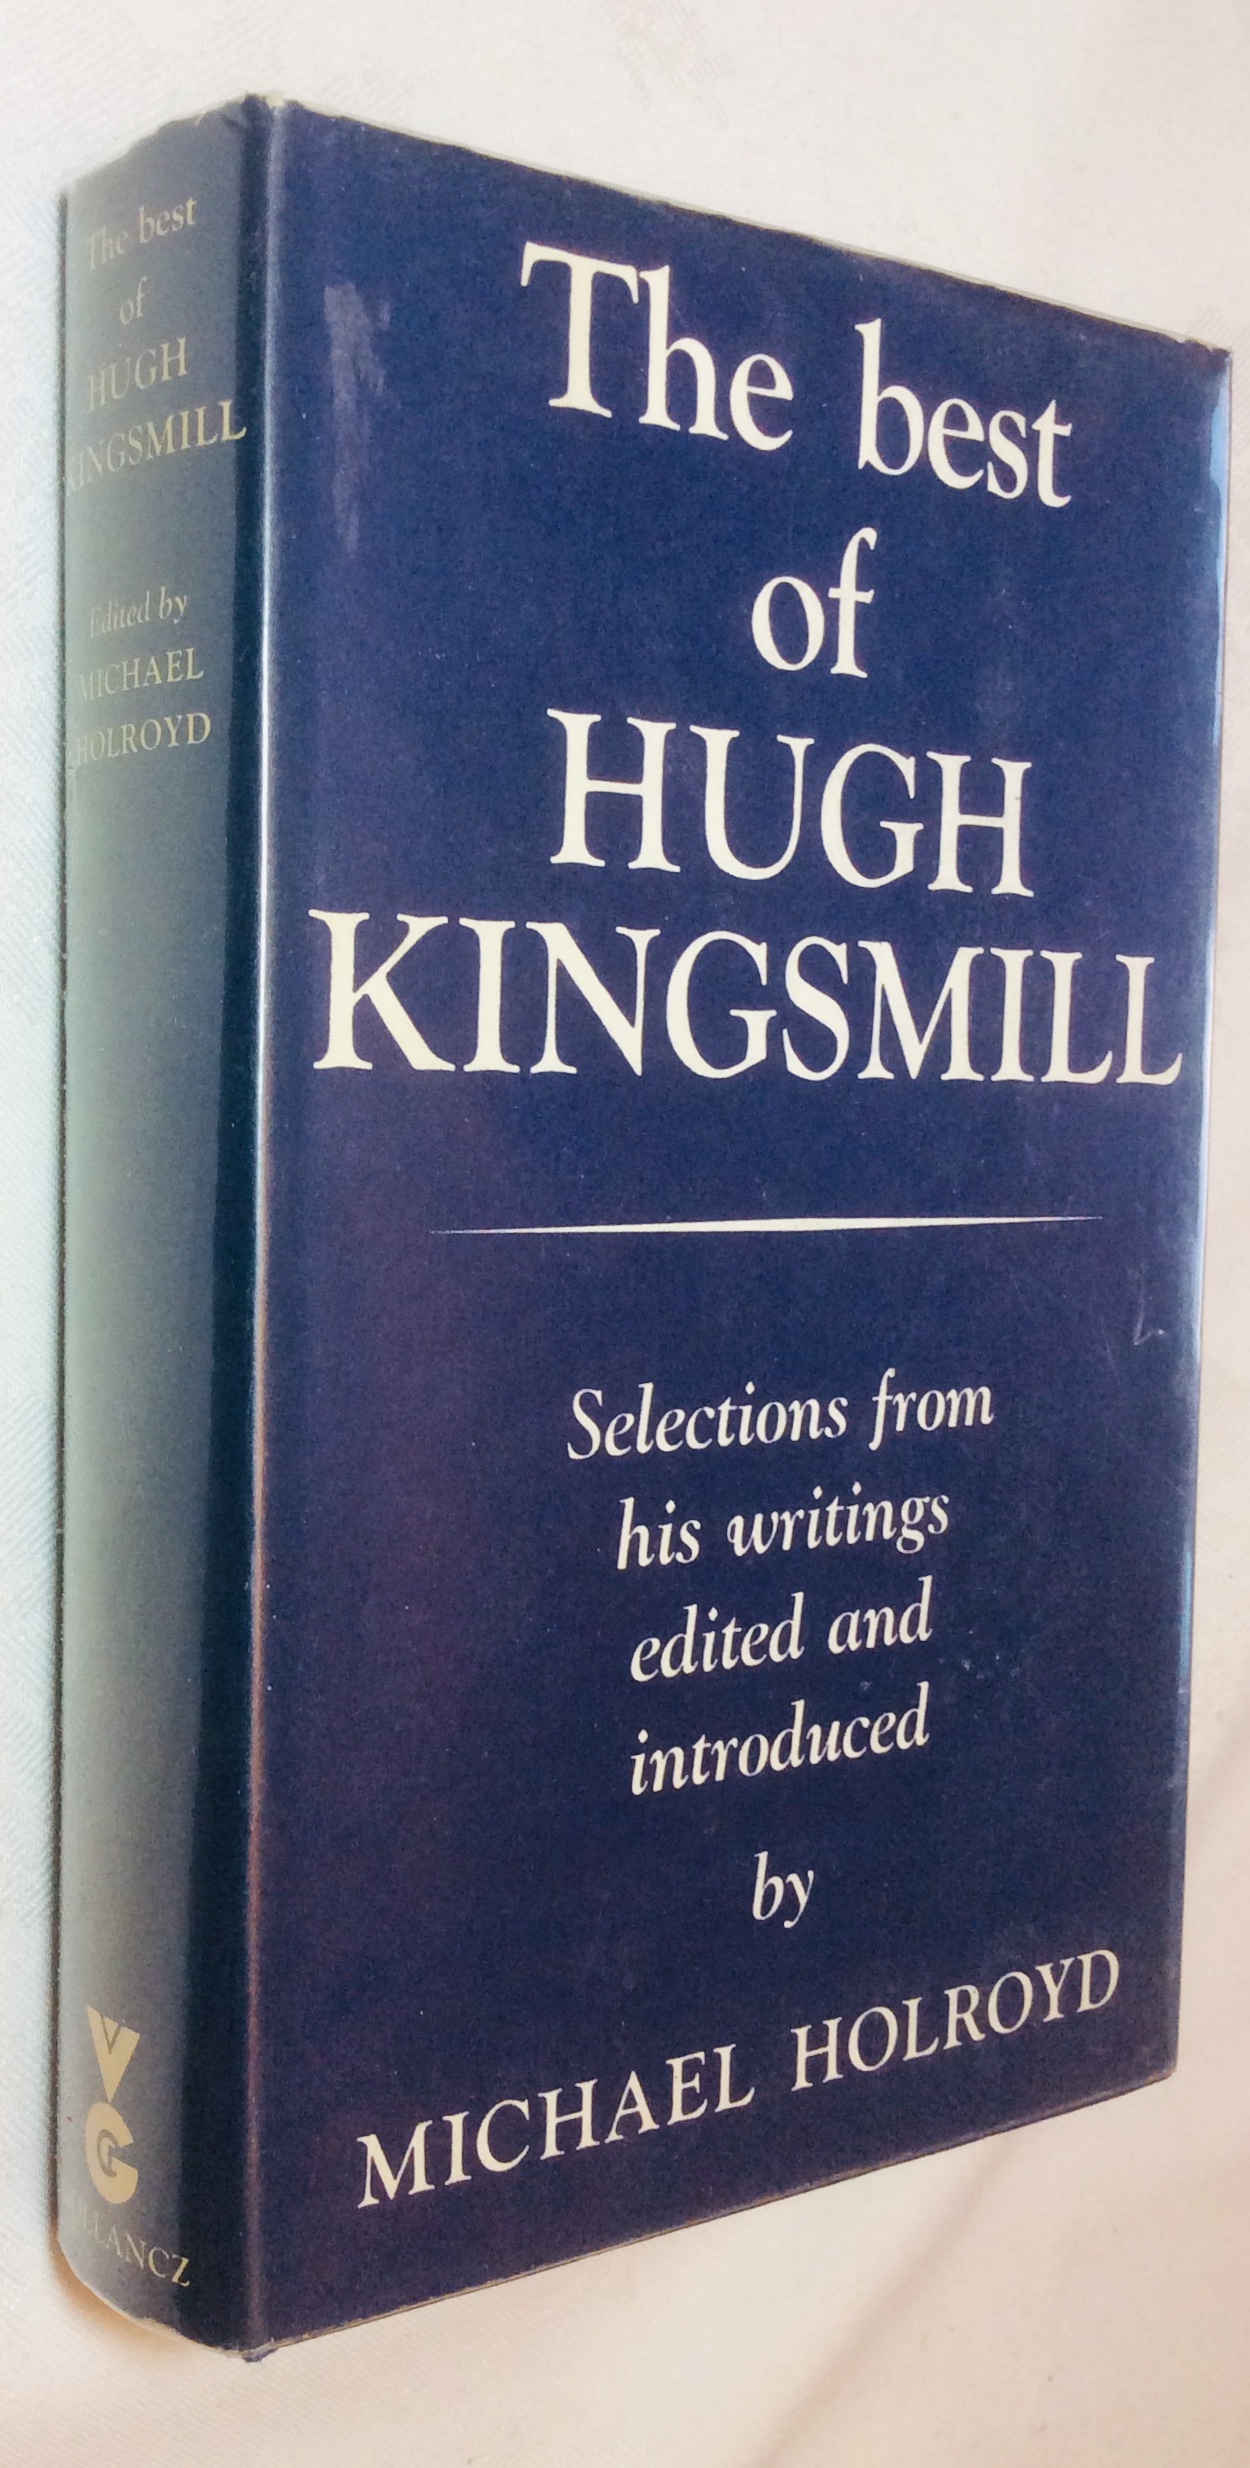 The best
of
HUGH
KINGSMILL
Edited by
MICHAEL
HOLROYD
VG
GOLLANCZ
The best
of
HUGH
KINGSMILL
Selections from
his writings
edited and
introduced
by
MICHAEL HOLROYD